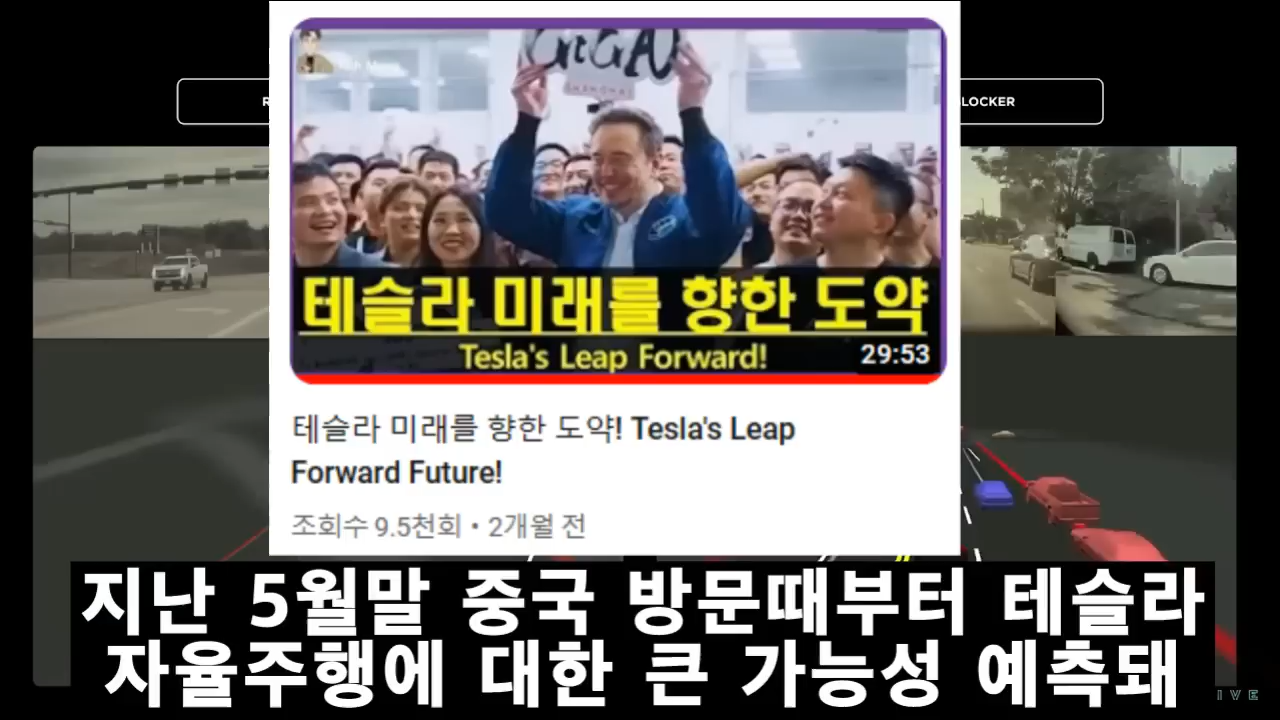 GIGA
SHANGHAI
LOCKER
테슬라 미래를 향한 도약
Tesla's Leap Forward!
29:53
테슬라 미래를 향한 도약! Tesla's Leap
Forward Future!
조회수 9.5천회 • 2개월 전
지난 5월말 중국 방문때부터 테슬라
자율주행에 대한 큰 가능성 예측돼
IVE